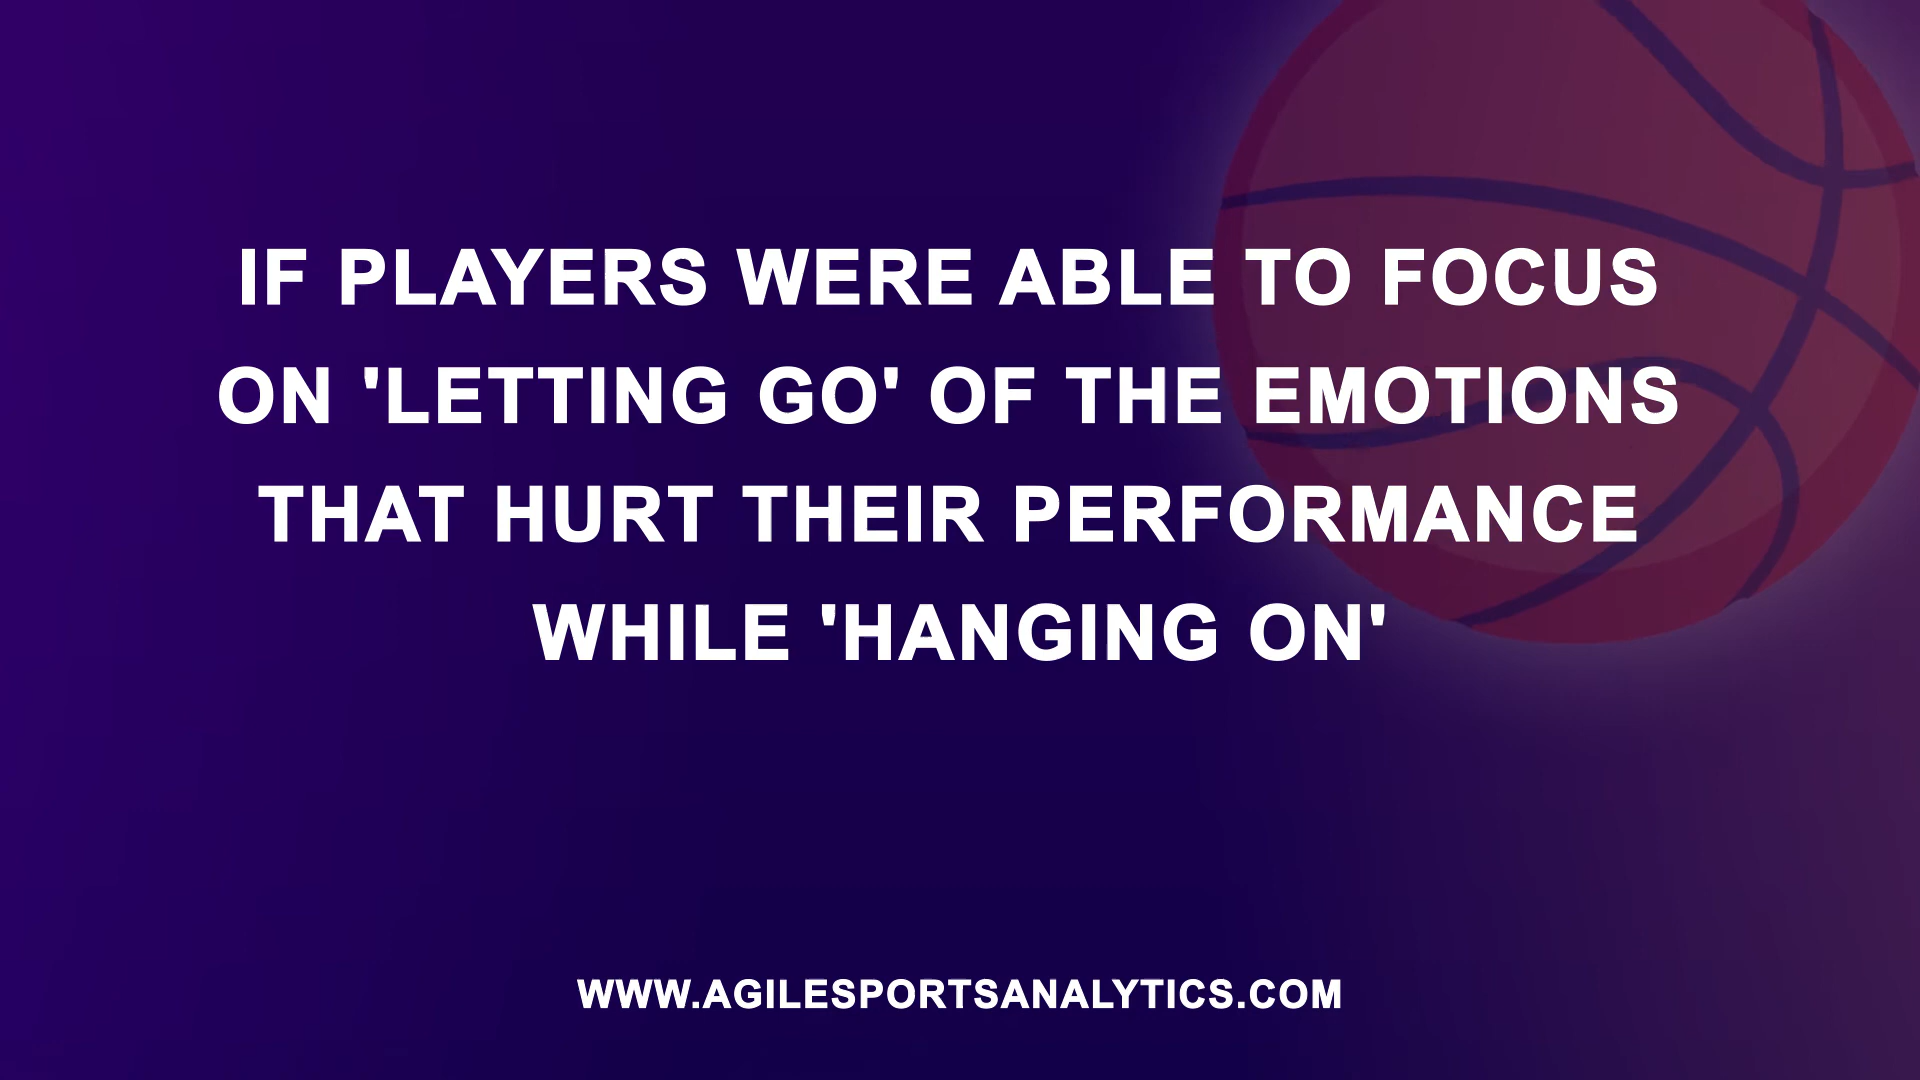 IF PLAYERS WERE ABLE TO FOCUS
ON 'LETTING GO' OF THE EMOTIONS
THAT HURT THEIR PERFORMANCE
WHILE 'HANGING ON'
WWW.AGILESPORTSANALYTICS.COM